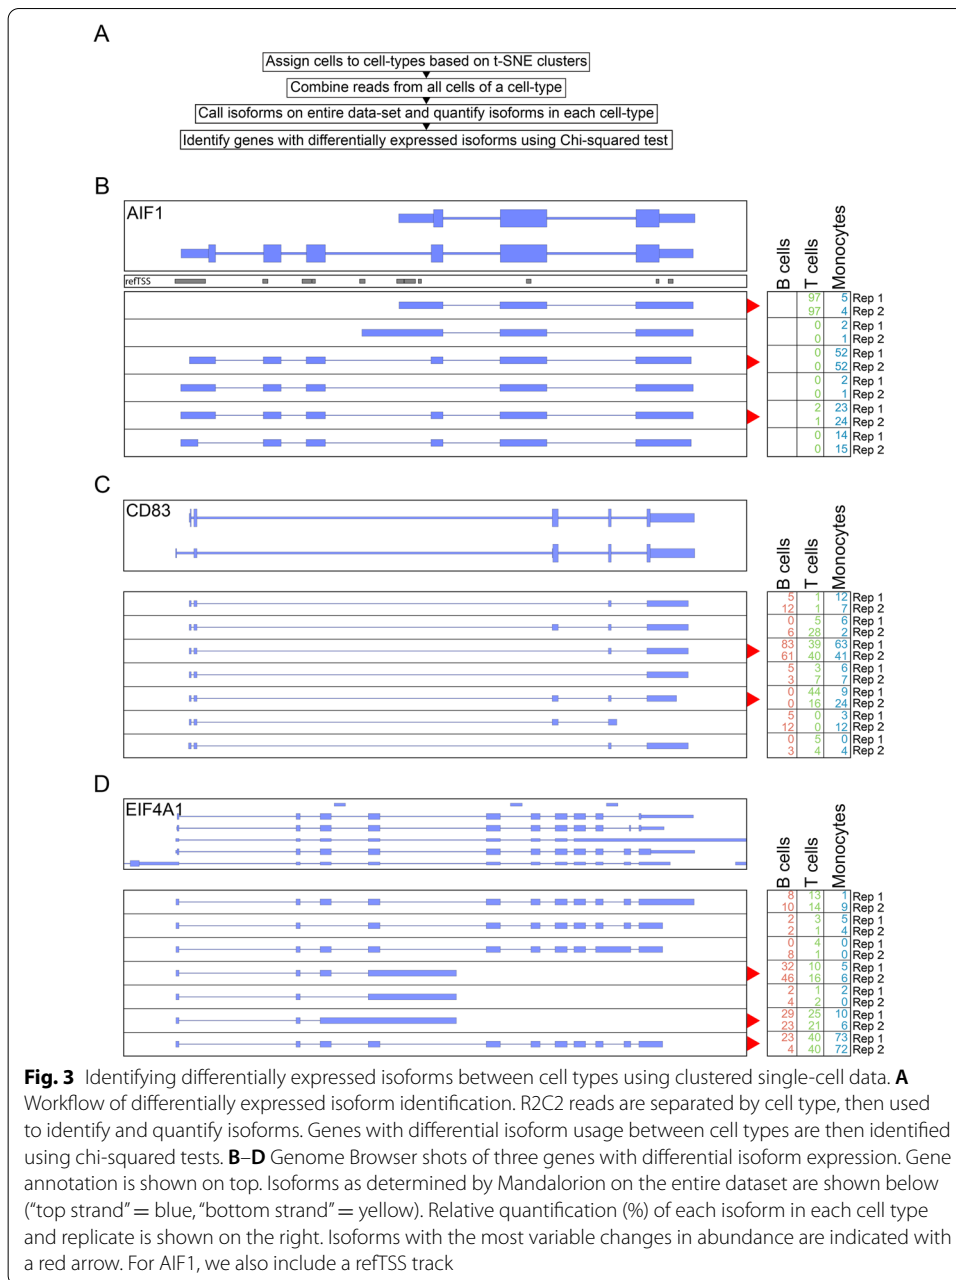 A
Assign cells to cell-types based on t-SNE clusters
Combine reads from all cells of a cell-type
Call isoforms on entire data-set and quantify isoforms in each cell-type
Identify genes with differentially expressed isoforms using Chi-squared test
B
AIF1
refTSS
B cells
T cells
Monocytes
97 5 Rep 1
97 4 Rep 2
0 2 Rep 1
0 1 Rep 2
0 52 Rep 1
0 52 Rep 2
0 2 Rep 1
0 1 Rep 2
2 23 Rep 1
1 24 Rep 2
0 14 Rep 1
0 15 Rep 2
C
CD83
B cells
T cells
Monocytes
5 1 12 Rep 1
12 1 7 Rep 2
0 5 6 Rep 1
6 28 2 Rep 2
83 39 63 Rep 1
61 40 41 Rep 2
5 3 6 Rep 1
3 7 7 Rep 2
0 44 9 Rep 1
0 16 24 Rep 2
5 0 3 Rep 1
12 0 12 Rep 2
0 5 0 Rep 1
3 4 4 Rep 2
D
EIF4A1
B cells
T cells
Monocytes
8 13 1 Rep 1
10 14 9 Rep 2
2 3 5 Rep 1
2 1 4 Rep 2
0 4 0 Rep 1
8 1 0 Rep 2
32 10 5 Rep 1
46 16 6 Rep 2
2 1 2 Rep 1
4 2 0 Rep 2
29 25 10 Rep 1
23 21 6 Rep 2
23 40 73 Rep 1
4 40 72 Rep 2
Fig. 3 Identifying differentially expressed isoforms between cell types using clustered single-cell data. A
Workflow of differentially expressed isoform identification. R2C2 reads are separated by cell type, then used
to identify and quantify isoforms. Genes with differential isoform usage between cell types are then identified
using chi-squared tests. B–D Genome Browser shots of three genes with differential isoform expression. Gene
annotation is shown on top. Isoforms as determined by Mandalorion on the entire dataset are shown below
(“top strand” = blue, “bottom strand” = yellow). Relative quantification (%) of each isoform in each cell type
and replicate is shown on the right. Isoforms with the most variable changes in abundance are indicated with
a red arrow. For AIF1, we also include a refTSS track